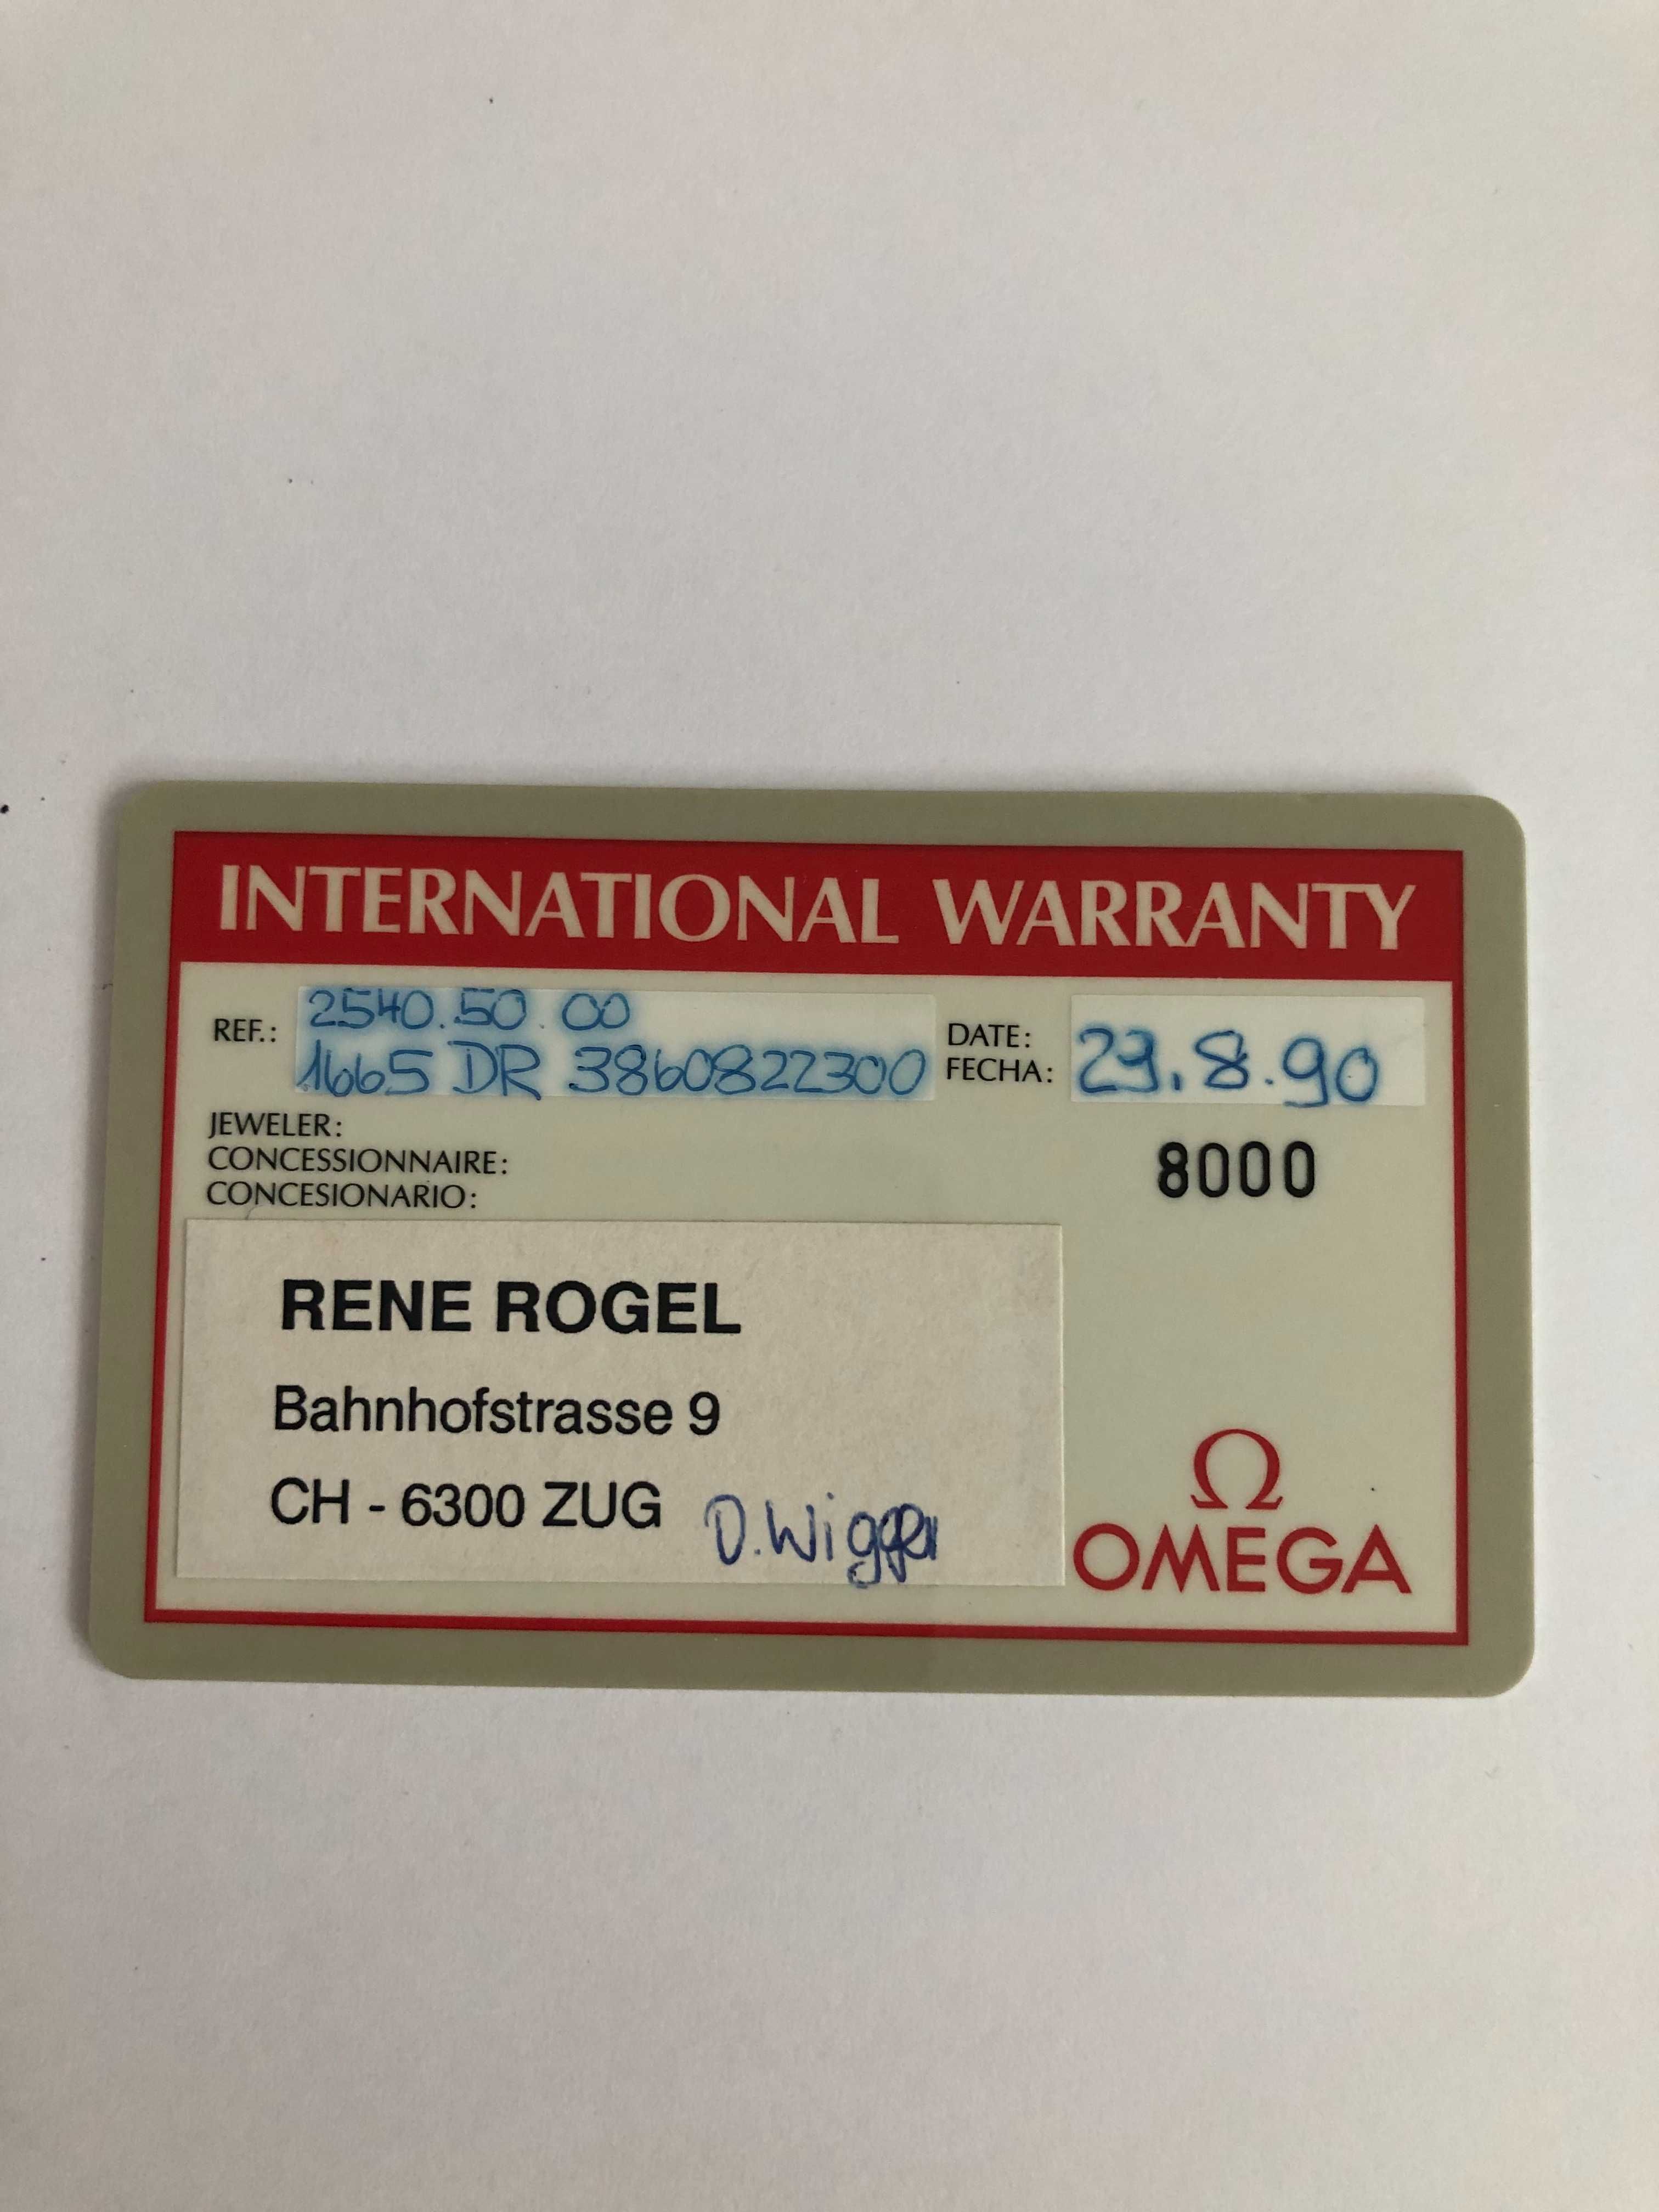 INTERNATIONAL WARRANTY
REF.:
2540.50.00
1665 DR 3860822300
DATE:
FECHA:
29.8.90
JEWELER:
CONCESSIONNAIRE:
CONCESIONARIO:
8000
RENE ROGEL
Bahnhofstrasse 9
CH - 6300 ZUG
D. Wigger
Ω
OMEGA